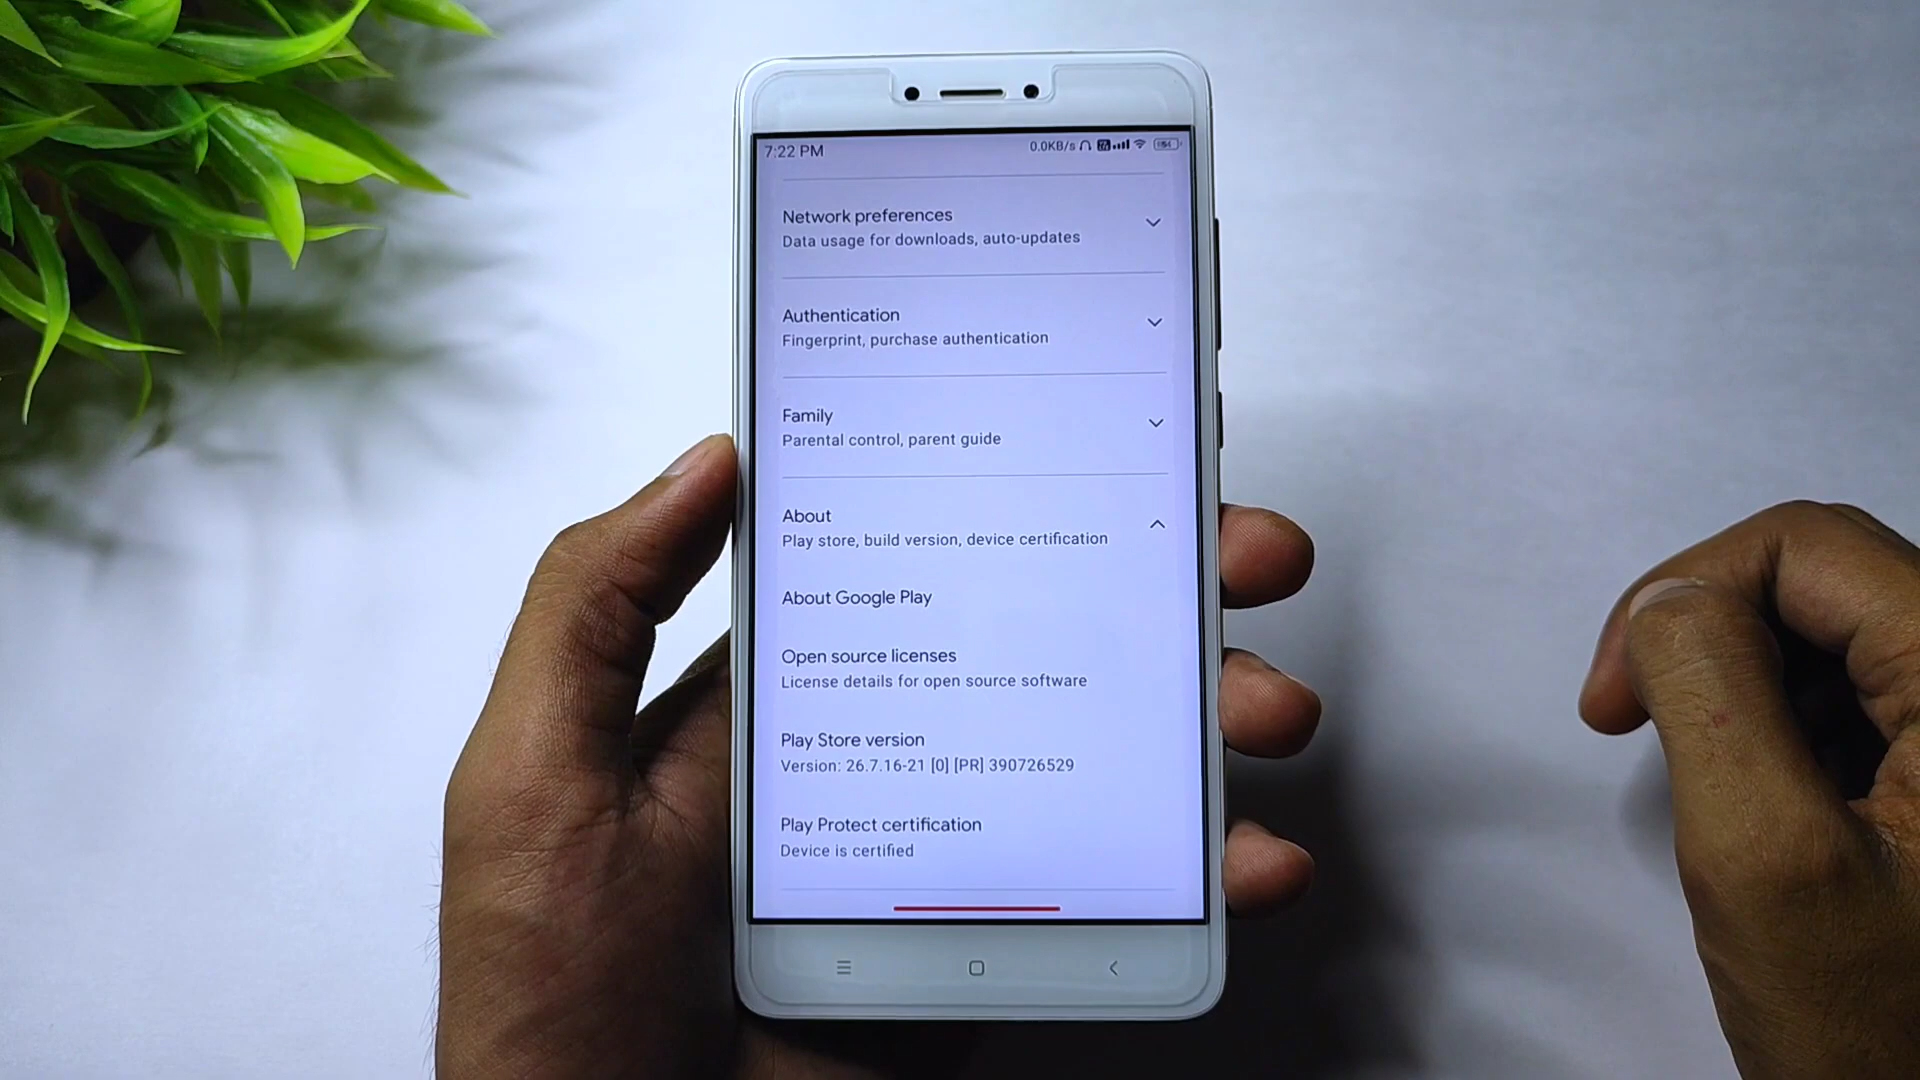 7:22 PM
0.0KB/s
Network preferences
Data usage for downloads, auto-updates
Authentication
Fingerprint, purchase authentication
Family
Parental control, parent guide
About
Play store, build version, device certification
About Google Play
Open source licenses
License details for open source software
Play Store version
Version: 26.7.16-21 [0] [PR] 390726529
Play Protect certification
Device is certified